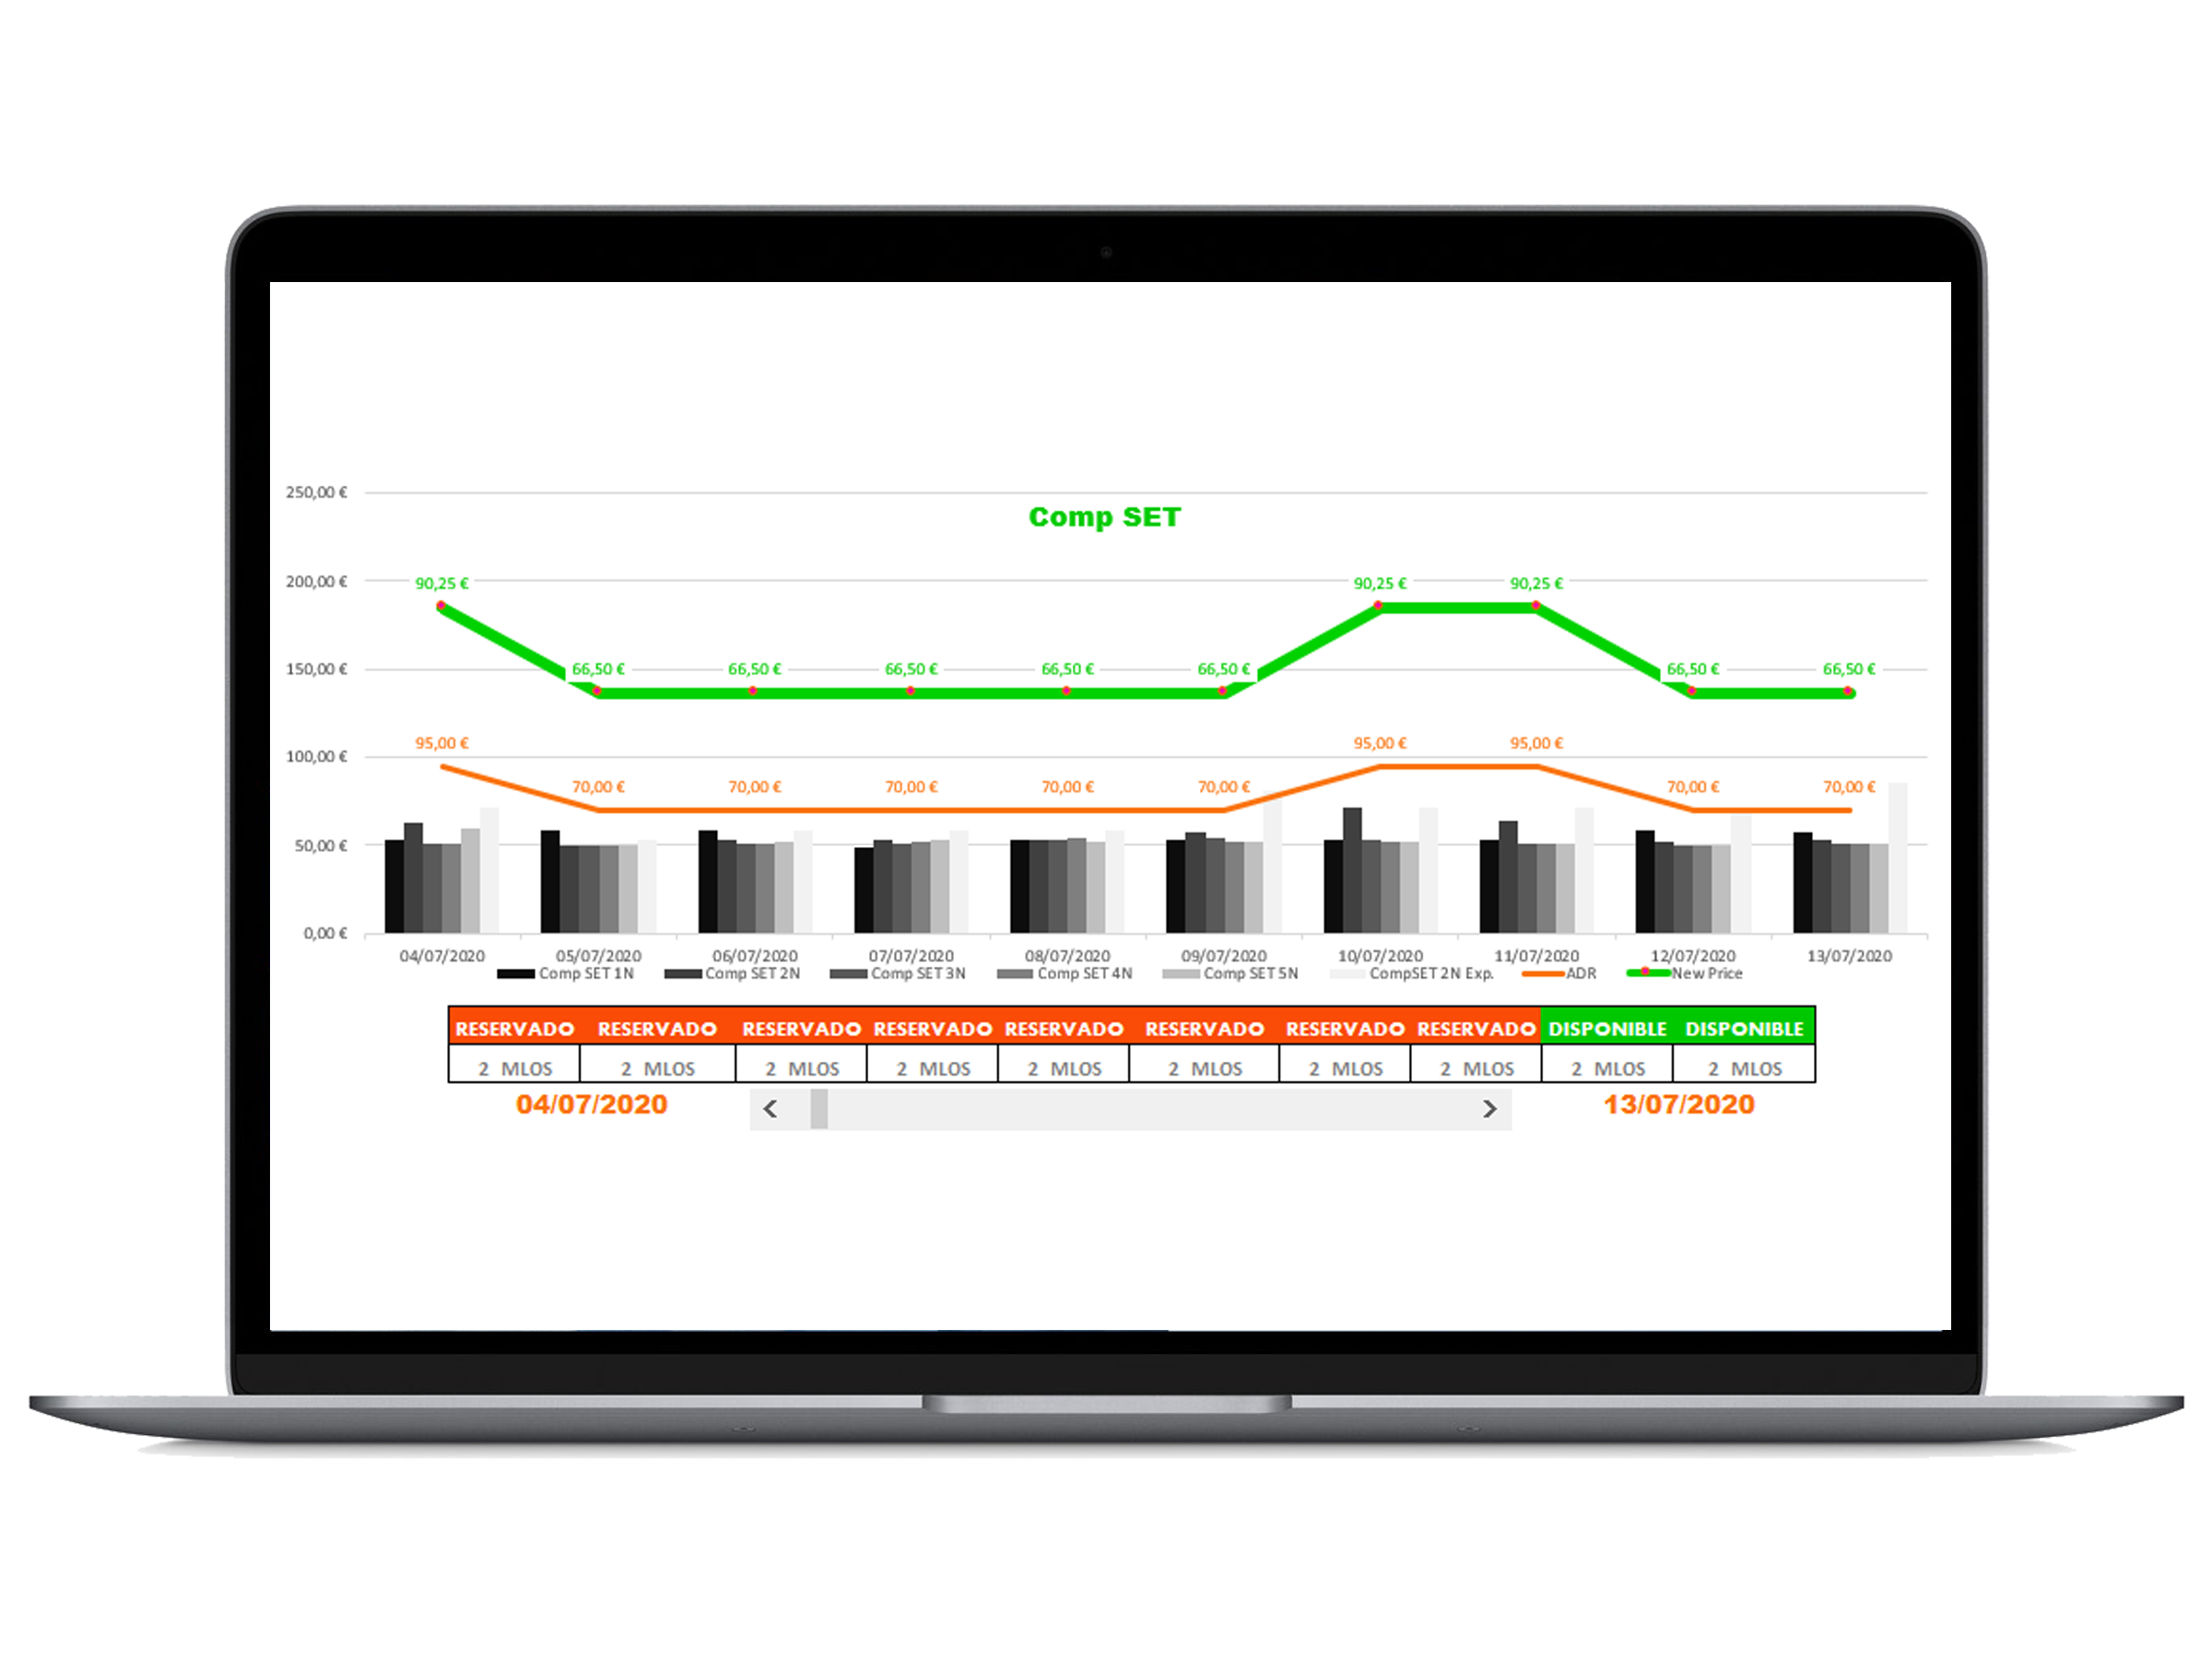 250,00 €
Comp SET
200,00 €
90,25 € 90,25 € 90,25 €
150,00 €
66,50 € 66,50 € 66,50 € 66,50 € 66,50 € 66,50 € 66,50 €
100,00 €
95,00 € 95,00 € 95,00 €
70,00 € 70,00 € 70,00 € 70,00 € 70,00 € 70,00 € 70,00 €
50,00 €
0,00 €
04/07/2020 05/07/2020 06/07/2020 07/07/2020 08/07/2020 09/07/2020 10/07/2020 11/07/2020 12/07/2020 13/07/2020
Comp SET 1N Comp SET 2N Comp SET 3N Comp SET 4N Comp SET 5N CompSET 2N Exp. ADR New Price
RESERVADO RESERVADO RESERVADO RESERVADO RESERVADO RESERVADO RESERVADO RESERVADO DISPONIBLE DISPONIBLE
2 MLOS 2 MLOS 2 MLOS 2 MLOS 2 MLOS 2 MLOS 2 MLOS 2 MLOS 2 MLOS 2 MLOS
04/07/2020 13/07/2020